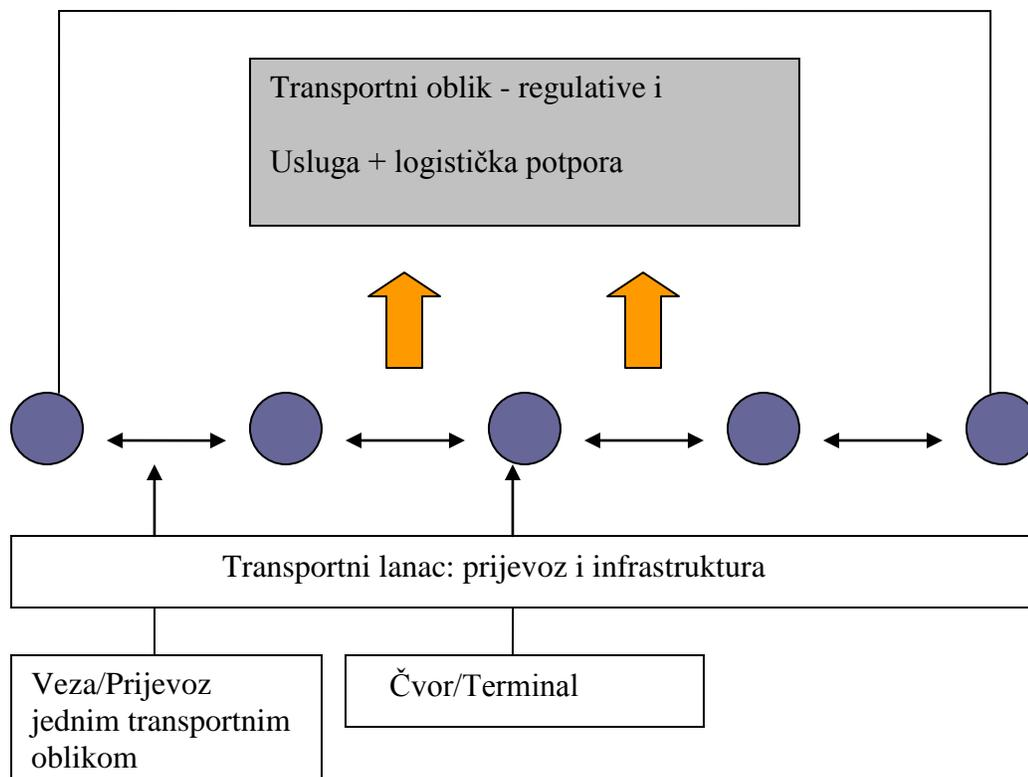 Transportni oblik - regulative i
Usluga + logistička potpora
Transportni lanac: prijevoz i infrastruktura
Veza/Prijevoz
jednim transportnim
oblikom
Čvor/Terminal